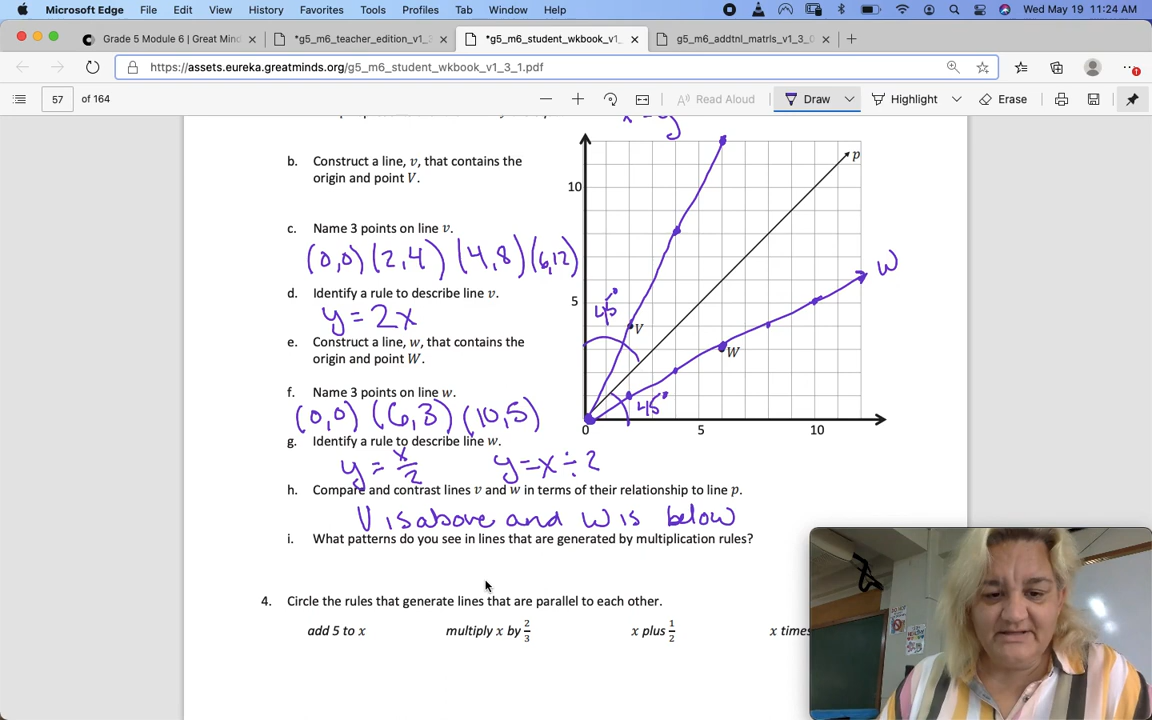 Microsoft Edge File Edit View History Favorites Tools Profiles Tab Window Help Wed May 19 11:24 AM
Grade 5 Module 6 | Great Mind *g5_m6_teacher_edition_v1_ *g5_m6_student_wkbook_v1_ g5_m6_addtnl_matrls_v1_3_0
https://assets.eureka.greatminds.org/g5_m6_student_wkbook_v1_3_1.pdf
57 of 164 Read Aloud Draw Highlight Erase
b. Construct a line, v, that contains the
origin and point V.
c. Name 3 points on line v.
(0,0) (2,4) (4,8) (6,12)
d. Identify a rule to describe line v.
y = 2x
e. Construct a line, w, that contains the
origin and point W.
f. Name 3 points on line w.
(0,0) (6,3) (10,5)
g. Identify a rule to describe line w.
y = x/2 y = x ÷ 2
h. Compare and contrast lines v and w in terms of their relationship to line p.
V is above and W is below
i. What patterns do you see in lines that are generated by multiplication rules?
4. Circle the rules that generate lines that are parallel to each other.
add 5 to x multiply x by 2/3 x plus 1/2 x times
p
10
W
5
45°
V
W
45°
0 5 10